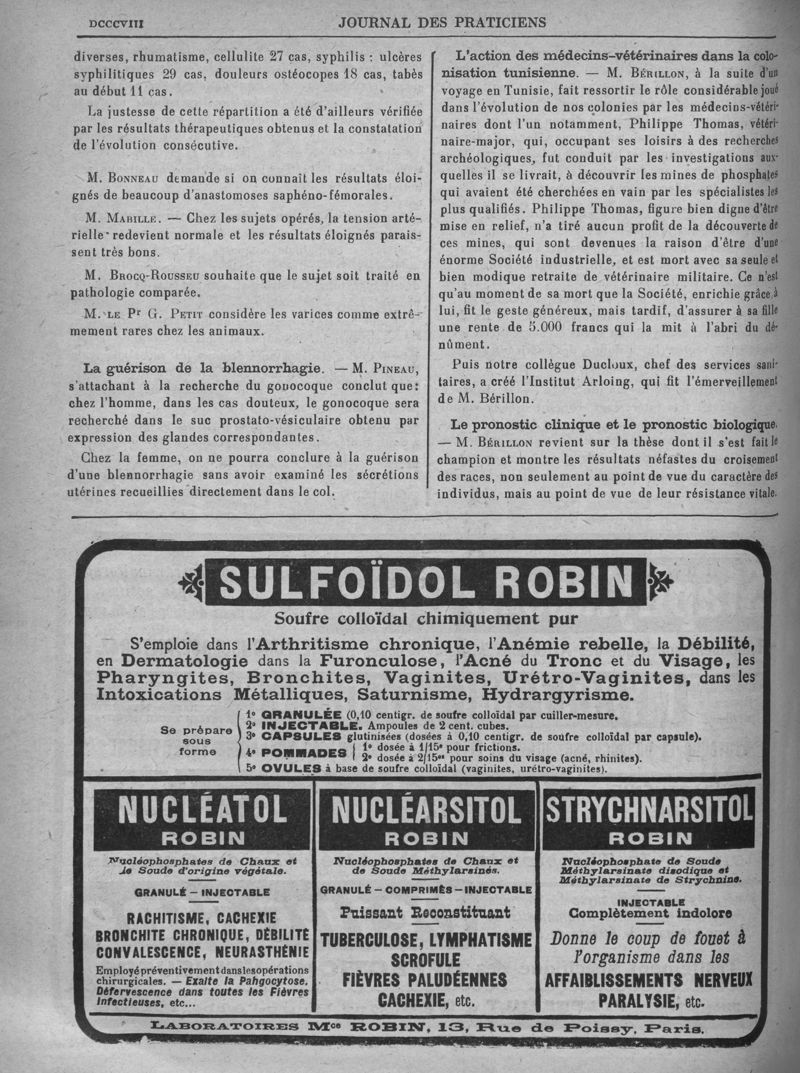 DCCCVIII JOURNAL DES PRATICIENS
diverses, rhumatisme, cellulite 27 cas, syphilis : ulcères
syphilitiques 29 cas, douleurs ostéocopes 18 cas, tabès
au début 11 cas.
La justesse de cette répartition a été d'ailleurs vérifiée
par les résultats thérapeutiques obtenus et la constatation
de l'évolution consécutive.
M. BONNEAU demande si on connaît les résultats éloi-
gnés de beaucoup d'anastomoses saphéno-fémorales.
M. MABILLE. — Chez les sujets opérés, la tension arté-
rielle redevient normale et les résultats éloignés parais-
sent très bons.
M. BROCQ-ROUSSEU souhaite que le sujet soit traité en
pathologie comparée.
M. LE Pr G. PETIT considère les varices comme extrê-
mement rares chez les animaux.
La guérison de la blennorrhagie. — M. PINEAU,
s'attachant à la recherche du gonocoque conclut que:
chez l'homme, dans les cas douteux, le gonocoque sera
recherché dans le suc prostato-vésiculaire obtenu par
expression des glandes correspondantes.
Chez la femme, on ne pourra conclure à la guérison
d'une blennorrhagie sans avoir examiné les sécrétions
utérines recueillies directement dans le col.
L'action des médecins-vétérinaires dans la colo-
nisation tunisienne. — M. BÉRILLON, à la suite d'un
voyage en Tunisie, fait ressortir le rôle considérable joué
dans l'évolution de nos colonies par les médecins-vétéri-
naires dont l'un notamment, Philippe Thomas, vétéri-
naire-major, qui, occupant ses loisirs à des recherches
archéologiques, fut conduit par les investigations aux-
quelles il se livrait, à découvrir les mines de phosphates
qui avaient été cherchées en vain par les spécialistes les
plus qualifiés. Philippe Thomas, figure bien digne d'être
mise en relief, n'a tiré aucun profit de la découverte de
ces mines, qui sont devenues la raison d'être d'une
énorme Société industrielle, et est mort avec sa seule et
bien modique retraite de vétérinaire militaire. Ce n'est
qu'au moment de sa mort que la Société, enrichie grâce à
lui, fit le geste généreux, mais tardif, d'assurer à sa fille
une rente de 5.000 francs qui la mit à l'abri du dé-
nûment.
Puis notre collègue Ducloux, chef des services sani-
taires, a créé l'Institut Arloing, qui fit l'émerveillement
de M. Bérillon.
Le pronostic clinique et le pronostic biologique.
— M. BÉRILLON revient sur la thèse dont il s'est fait le
champion et montre les résultats néfastes du croisement
des races, non seulement au point de vue du caractère des
individus, mais au point de vue de leur résistance vitale.
SULFOÏDOL ROBIN
Soufre colloïdal chimiquement pur
S'emploie dans l'Arthritisme chronique, l'Anémie rebelle, la Débilité,
en Dermatologie dans la Furonculose, l'Acné du Tronc et du Visage, les
Pharyngites, Bronchites, Vaginites, Urétro-Vaginites, dans les
Intoxications Métalliques, Saturnisme, Hydrargyrisme.
Se prépare sous forme
1° GRANULÉE (0,10 centigr. de soufre colloïdal par cuiller-mesure.
2° INJECTABLE. Ampoules de 2 cent. cubes.
3° CAPSULES glutinisées (dosées à 0,10 centigr. de soufre colloïdal par capsule).
4° POMMADES 1° dosée à 1/15e pour frictions.
2° dosée à 2/15es pour soins du visage (acné, rhinites).
5° OVULES à base de soufre colloïdal (vaginites, urétro-vaginites).
NUCLÉATOL
ROBIN
Nucléophosphates de Chaux et
de Soude d'origine végétale.
GRANULÉ — INJECTABLE
RACHITISME, CACHEXIE
BRONCHITE CHRONIQUE, DÉBILITÉ
CONVALESCENCE, NEURASTHÉNIE
Employé préventivement dans les opérations
chirurgicales. — Exalte la Pahgocytose.
Défervescence dans toutes les Fièvres
Infectieuses, etc...
NUCLÉARSITOL
ROBIN
Nucléophosphates de Chaux et
de Soude Méthylarsinés.
GRANULÉ — COMPRIMÉS — INJECTABLE
Puissant Reconstituant
TUBERCULOSE, LYMPHATISME
SCROFULE
FIÈVRES PALUDÉENNES
CACHEXIE, etc.
STRYCHNARSITOL
ROBIN
Nucléophosphate de Soude
Méthylarsinate disodique et
Méthylarsinate de Strychnine.
INJECTABLE
Complètement indolore
Donne le coup de fouet à
l'organisme dans les
AFFAIBLISSEMENTS NERVEUX
PARALYSIE, etc.
LABORATOIRES Mce ROBIN, 13, Rue de Poissy, Paris.